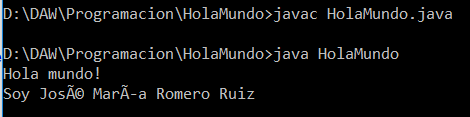 D:\DAW\Programacion\HolaMundo>javac HolaMundo.java
D:\DAW\Programacion\HolaMundo>java HolaMundo
Hola mundo!
Soy JosÃ© MarÃ-a Romero Ruiz